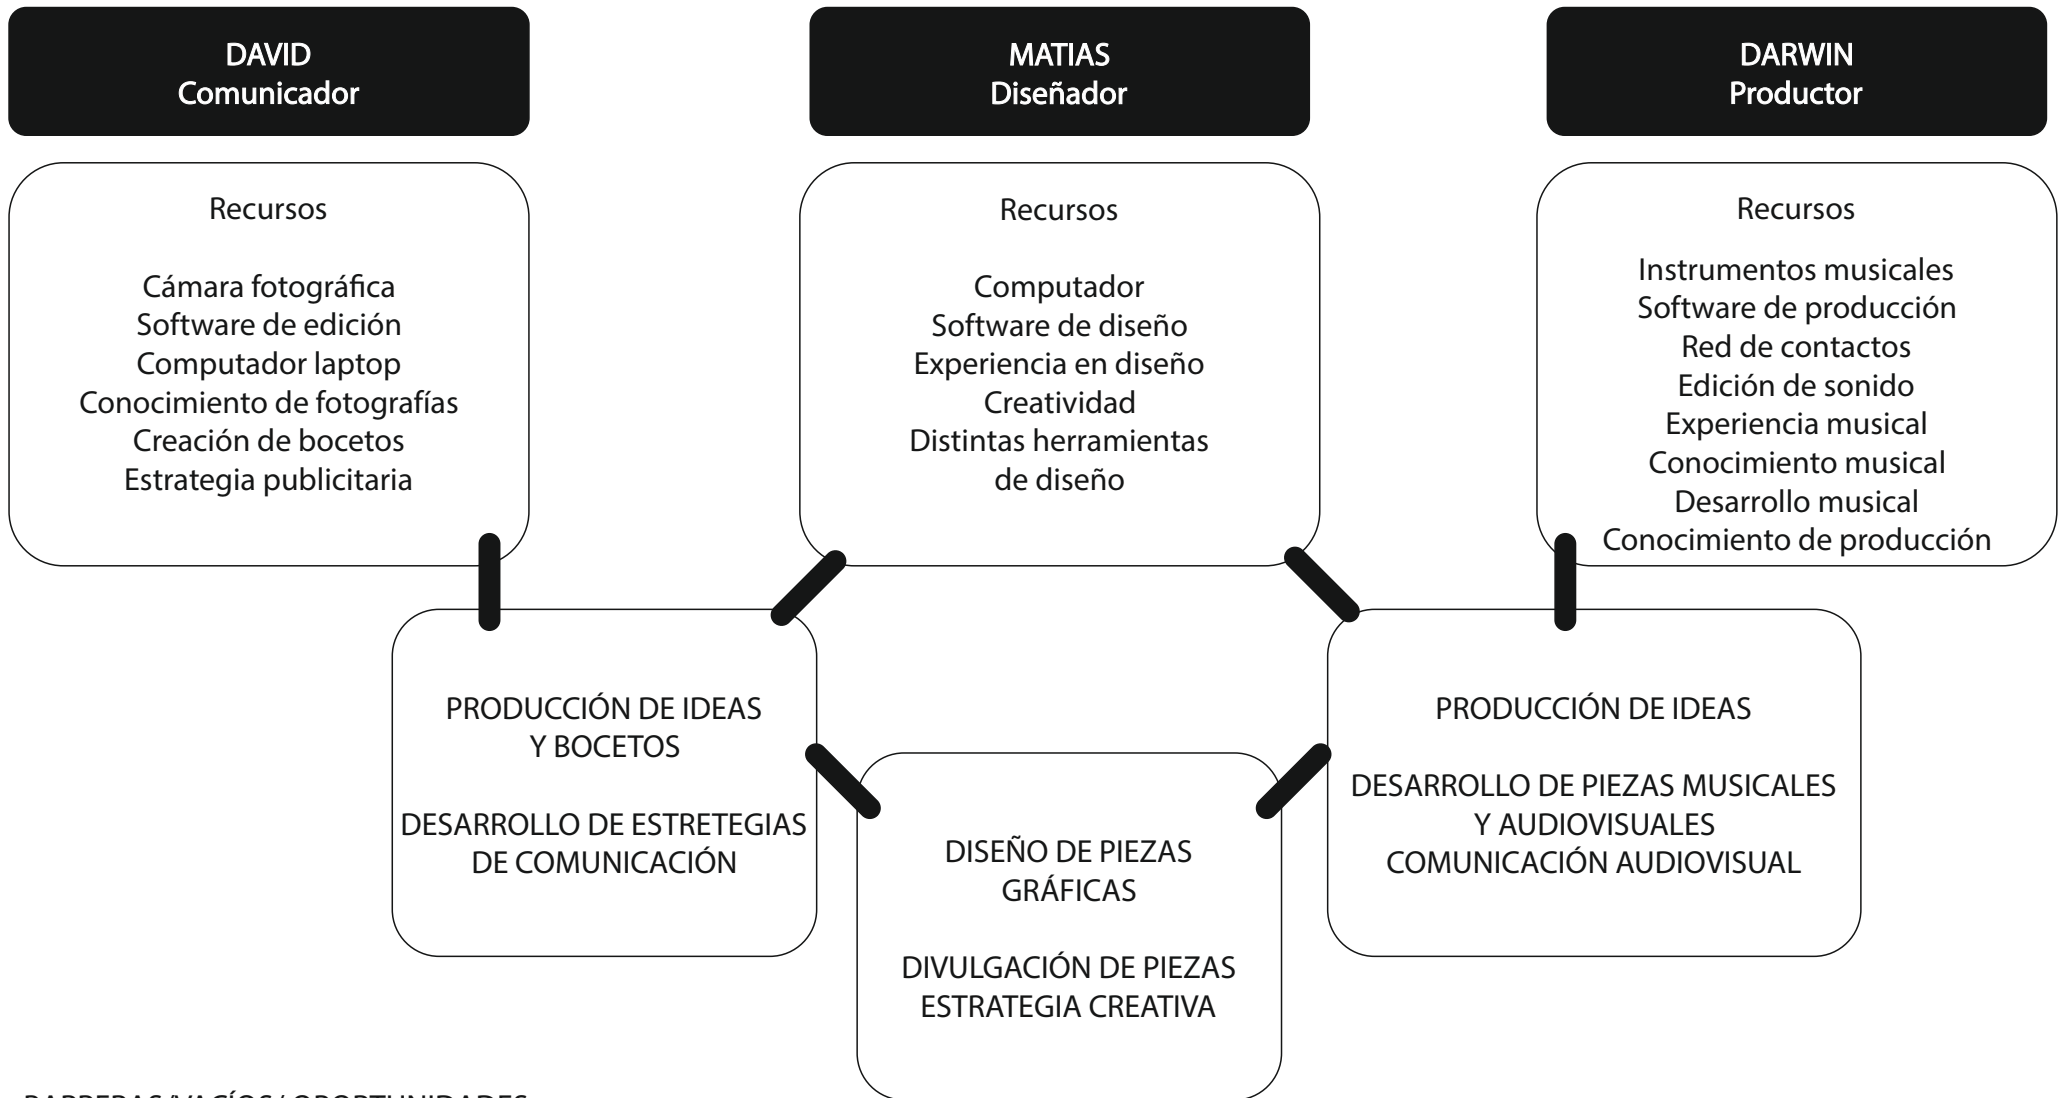 DAVID
Comunicador
MATIAS
Diseñador
DARWIN
Productor
Recursos
Cámara fotográfica
Software de edición
Computador laptop
Conocimiento de fotografías
Creación de bocetos
Estrategia publicitaria
Recursos
Computador
Software de diseño
Experiencia en diseño
Creatividad
Distintas herramientas
de diseño
Recursos
Instrumentos musicales
Software de producción
Red de contactos
Edición de sonido
Experiencia musical
Conocimiento musical
Desarrollo musical
Conocimiento de producción
PRODUCCIÓN DE IDEAS
Y BOCETOS
DESARROLLO DE ESTRETEGIAS
DE COMUNICACIÓN
DISEÑO DE PIEZAS
GRÁFICAS
DIVULGACIÓN DE PIEZAS
ESTRATEGIA CREATIVA
PRODUCCIÓN DE IDEAS
DESARROLLO DE PIEZAS MUSICALES
Y AUDIOVISUALES
COMUNICACIÓN AUDIOVISUAL
BARRERAS/VACÍOS/ OPORTUNIDADES